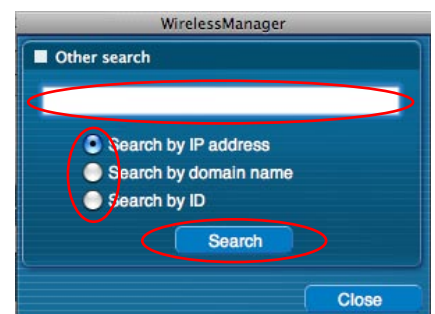 WirelessManager
Other search
Search by IP address
Search by domain name
Search by ID
Search
Close